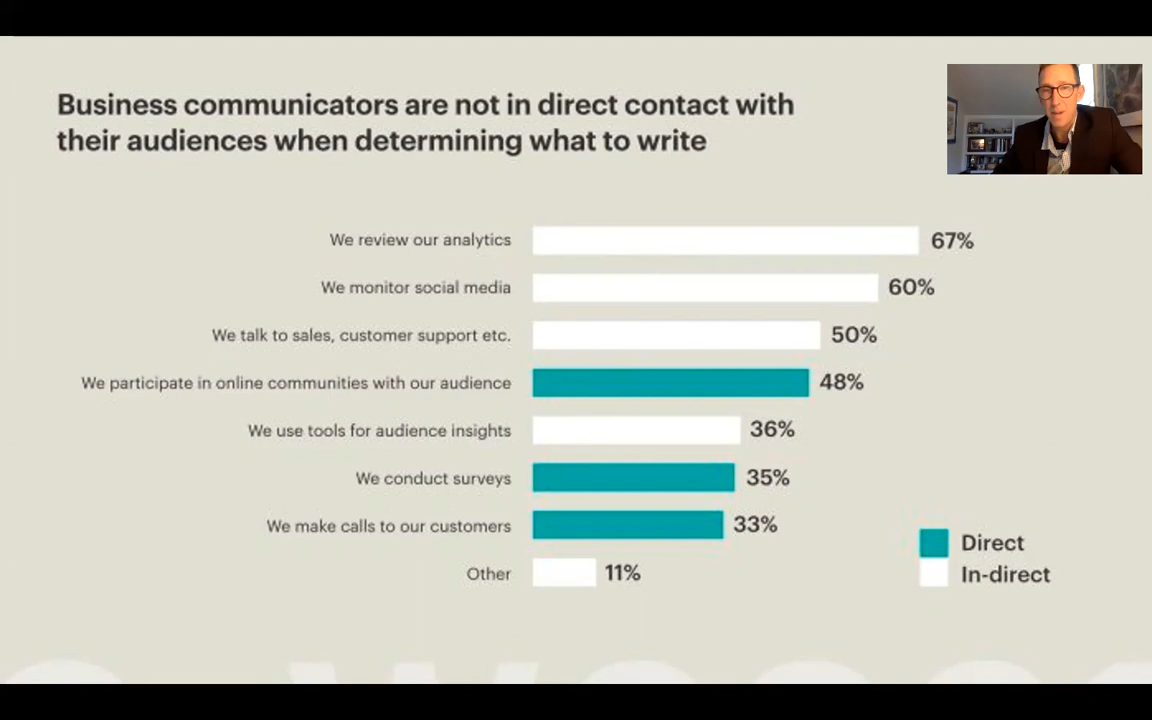 Business communicators are not in direct contact with
their audiences when determining what to write
We review our analytics 67%
We monitor social media 60%
We talk to sales, customer support etc. 50%
We participate in online communities with our audience 48%
We use tools for audience insights 36%
We conduct surveys 35%
We make calls to our customers 33%
Other 11%
Direct
In-direct